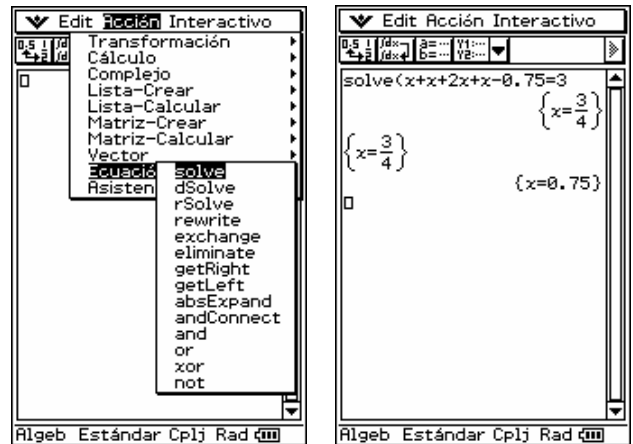 Edit Acción Interactivo
Transformación
Cálculo
Complejo
Lista-Crear
Lista-Calcular
Matriz-Crear
Matriz-Calcular
Vector
Ecuació
Asisten
solve
dSolve
rSolve
rewrite
exchange
eliminate
getRight
getLeft
absExpand
andConnect
and
or
xor
not
Algeb Estándar Cplj Rad
Edit Acción Interactivo
solve(x+x+2x+x-0.75=3
{x=3/4}
{x=3/4}
{x=0.75}
Algeb Estándar Cplj Rad